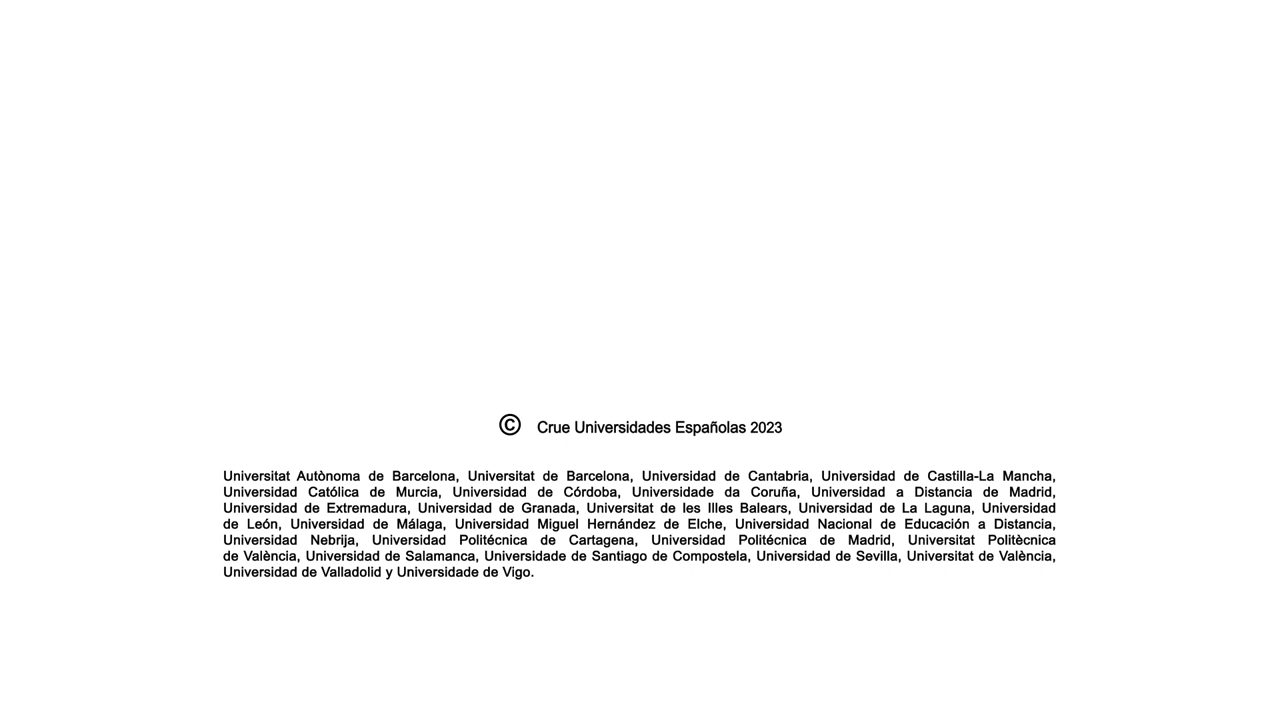 © Crue Universidades Españolas 2023
Universitat Autònoma de Barcelona, Universitat de Barcelona, Universidad de Cantabria, Universidad de Castilla-La Mancha,
Universidad Católica de Murcia, Universidad de Córdoba, Universidade da Coruña, Universidad a Distancia de Madrid,
Universidad de Extremadura, Universidad de Granada, Universitat de les Illes Balears, Universidad de La Laguna, Universidad
de León, Universidad de Málaga, Universidad Miguel Hernández de Elche, Universidad Nacional de Educación a Distancia,
Universidad Nebrija, Universidad Politécnica de Cartagena, Universidad Politécnica de Madrid, Universitat Politècnica
de València, Universidad de Salamanca, Universidade de Santiago de Compostela, Universidad de Sevilla, Universitat de València,
Universidad de Valladolid y Universidade de Vigo.